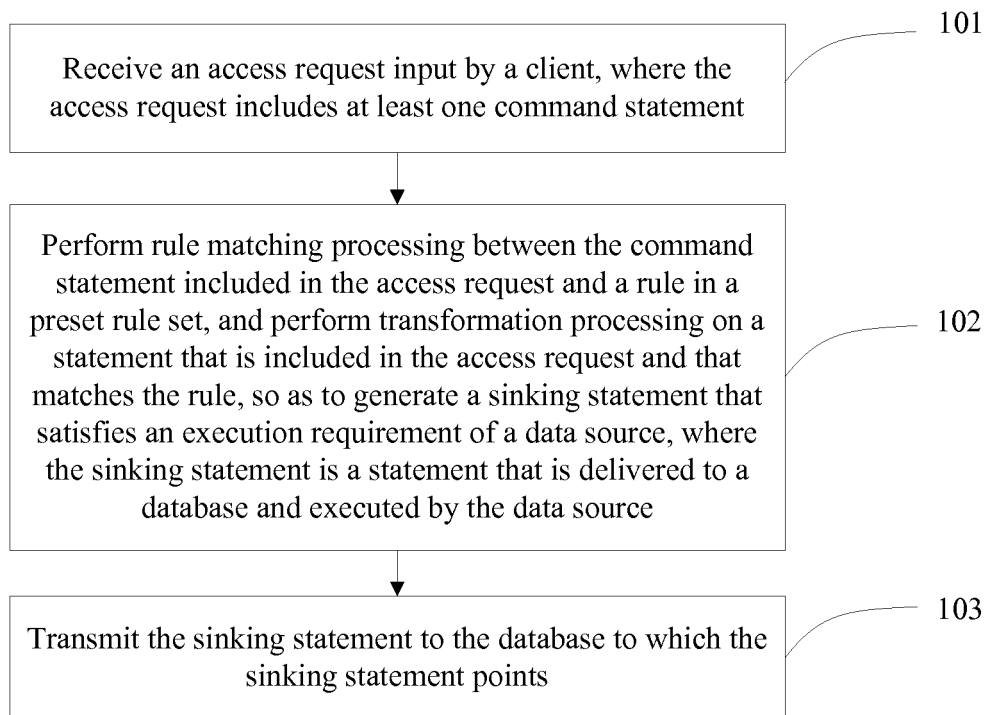 101
Receive an access request input by a client, where the
access request includes at least one command statement
Perform rule matching processing between the command
statement included in the access request and a rule in a
preset rule set, and perform transformation processing on a
statement that is included in the access request and that
matches the rule, so as to generate a sinking statement that
satisfies an execution requirement of a data source, where
the sinking statement is a statement that is delivered to a
database and executed by the data source
102
Transmit the sinking statement to the database to which the
sinking statement points
103